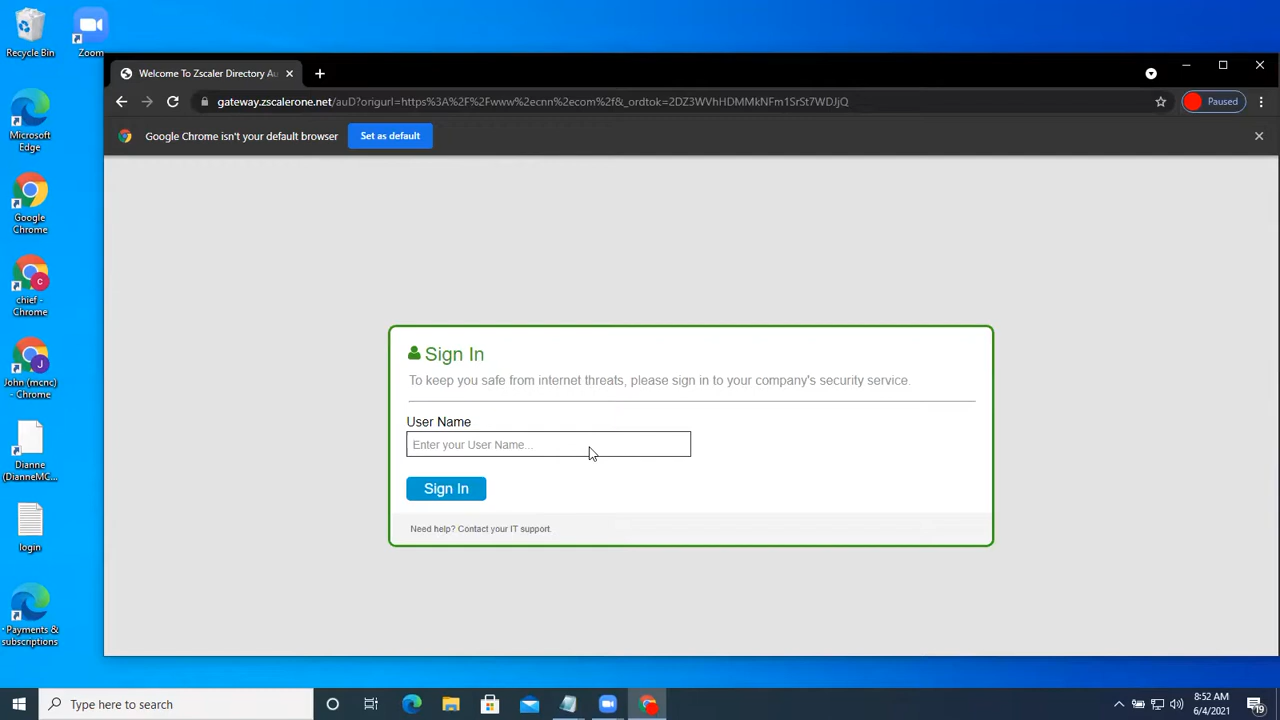 Recycle Bin
Zoom
Microsoft
Edge
Google
Chrome
chief -
Chrome
John (mcnc)
- Chrome
Dianne
(DianneMC...
login
Payments &
subscriptions
Welcome To Zscaler Directory Au
gateway.zscalerone.net/auD?origurl=https%3A%2F%2Fwww%2ecnn%2ecom%2f&_ordtok=2DZ3WVhHDMMkNFm1SrSt7WDJjQ
Paused
Google Chrome isn't your default browser
Set as default
Sign In
To keep you safe from internet threats, please sign in to your company's security service.
User Name
Enter your User Name...
Sign In
Need help? Contact your IT support.
Type here to search
8:52 AM
6/4/2021
19